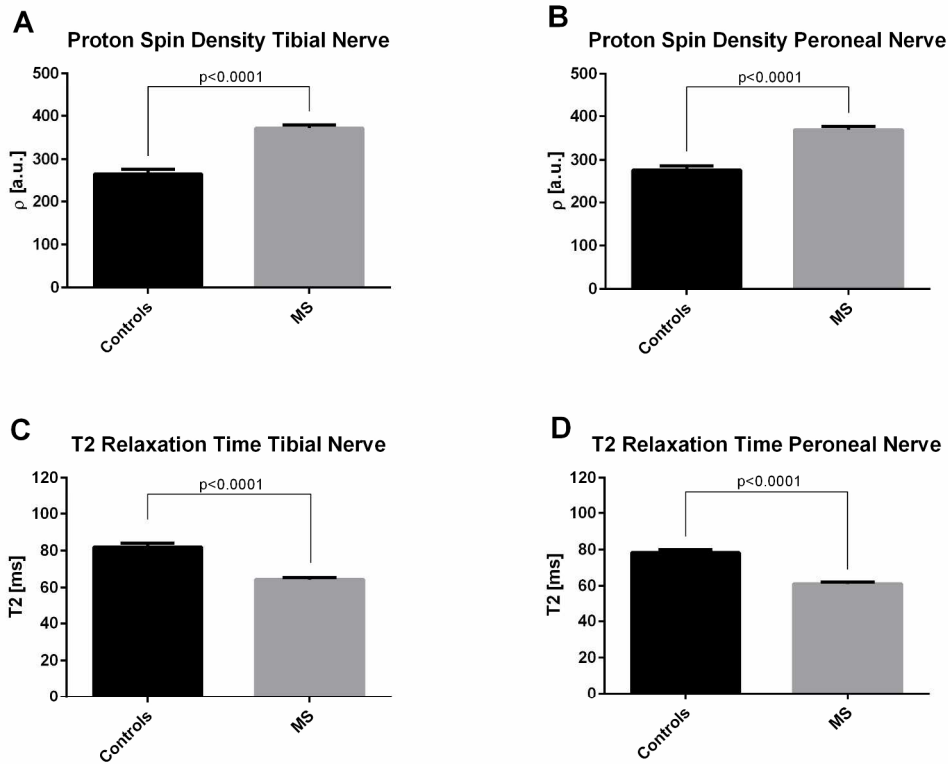 A
Proton Spin Density Tibial Nerve
p<0.0001
500
400
300
200
100
0
ρ [a.u.]
Controls
MS
B
Proton Spin Density Peroneal Nerve
p<0.0001
500
400
300
200
100
0
ρ [a.u.]
Controls
MS
C
T2 Relaxation Time Tibial Nerve
p<0.0001
120
100
80
60
40
20
0
T2 [ms]
Controls
MS
D
T2 Relaxation Time Peroneal Nerve
p<0.0001
120
100
80
60
40
20
0
T2 [ms]
Controls
MS